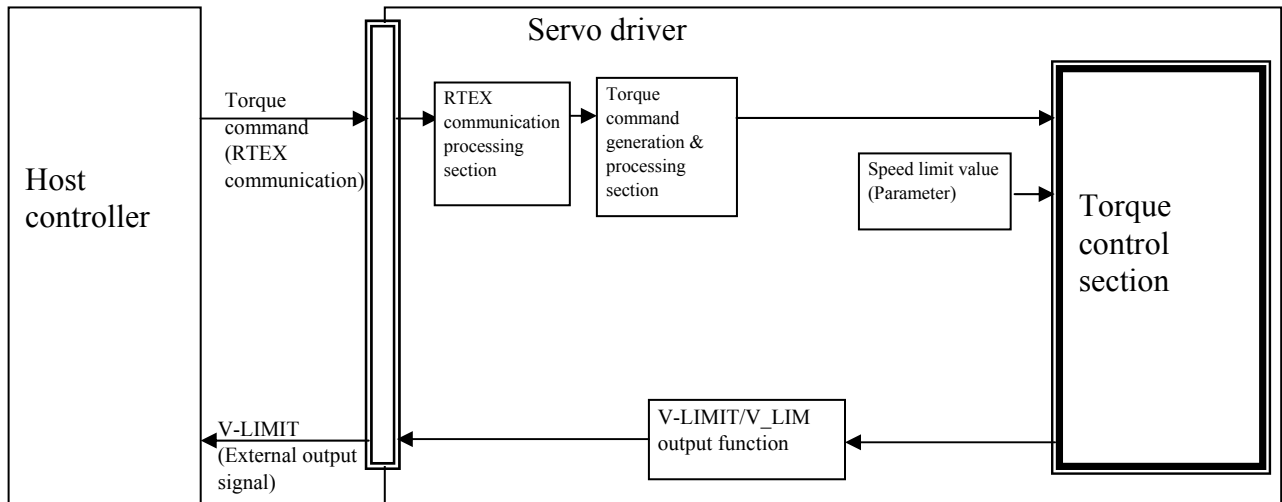 Servo driver
Host
controller
Torque
command
(RTEX
communication)
RTEX
communication
processing
section
Torque
command
generation &
processing
section
Speed limit value
(Parameter)
Torque
control
section
V-LIMIT
(External output
signal)
V-LIMIT/V_LIM
output function